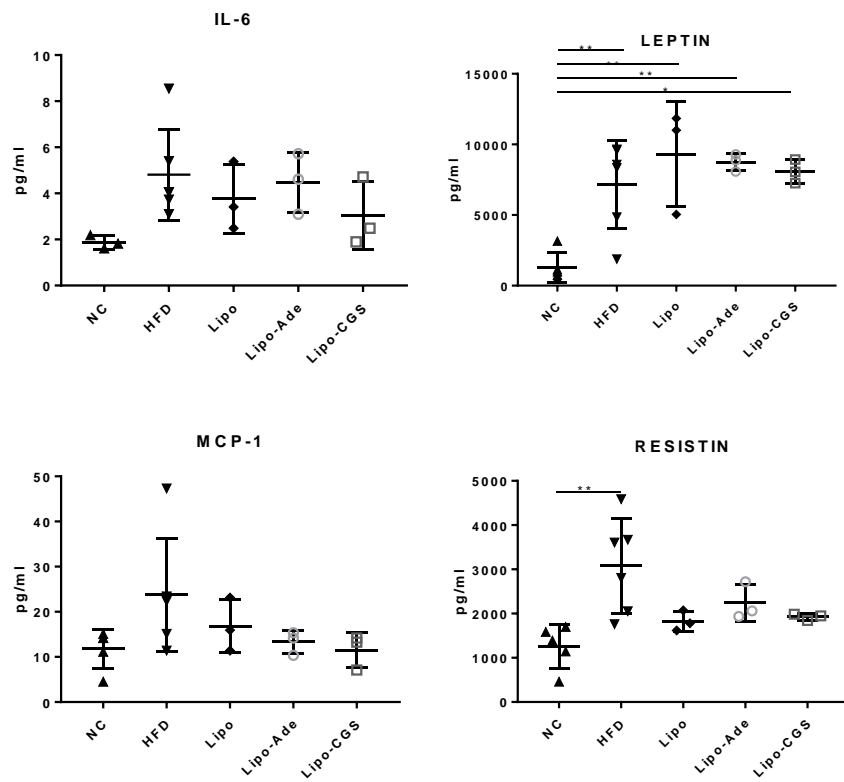 IL-6
10
8
6
4
2
0
pg/ml
NC
HFD
Lipo
Lipo-Ade
Lipo-CGS
LEPTIN
**
**
**
*
15000
10000
5000
0
pg/ml
NC
HFD
Lipo
Lipo-Ade
Lipo-CGS
MCP-1
50
40
30
20
10
0
pg/ml
NC
HFD
Lipo
Lipo-Ade
Lipo-CGS
RESISTIN
**
5000
4000
3000
2000
1000
0
pg/ml
NC
HFD
Lipo
Lipo-Ade
Lipo-CGS